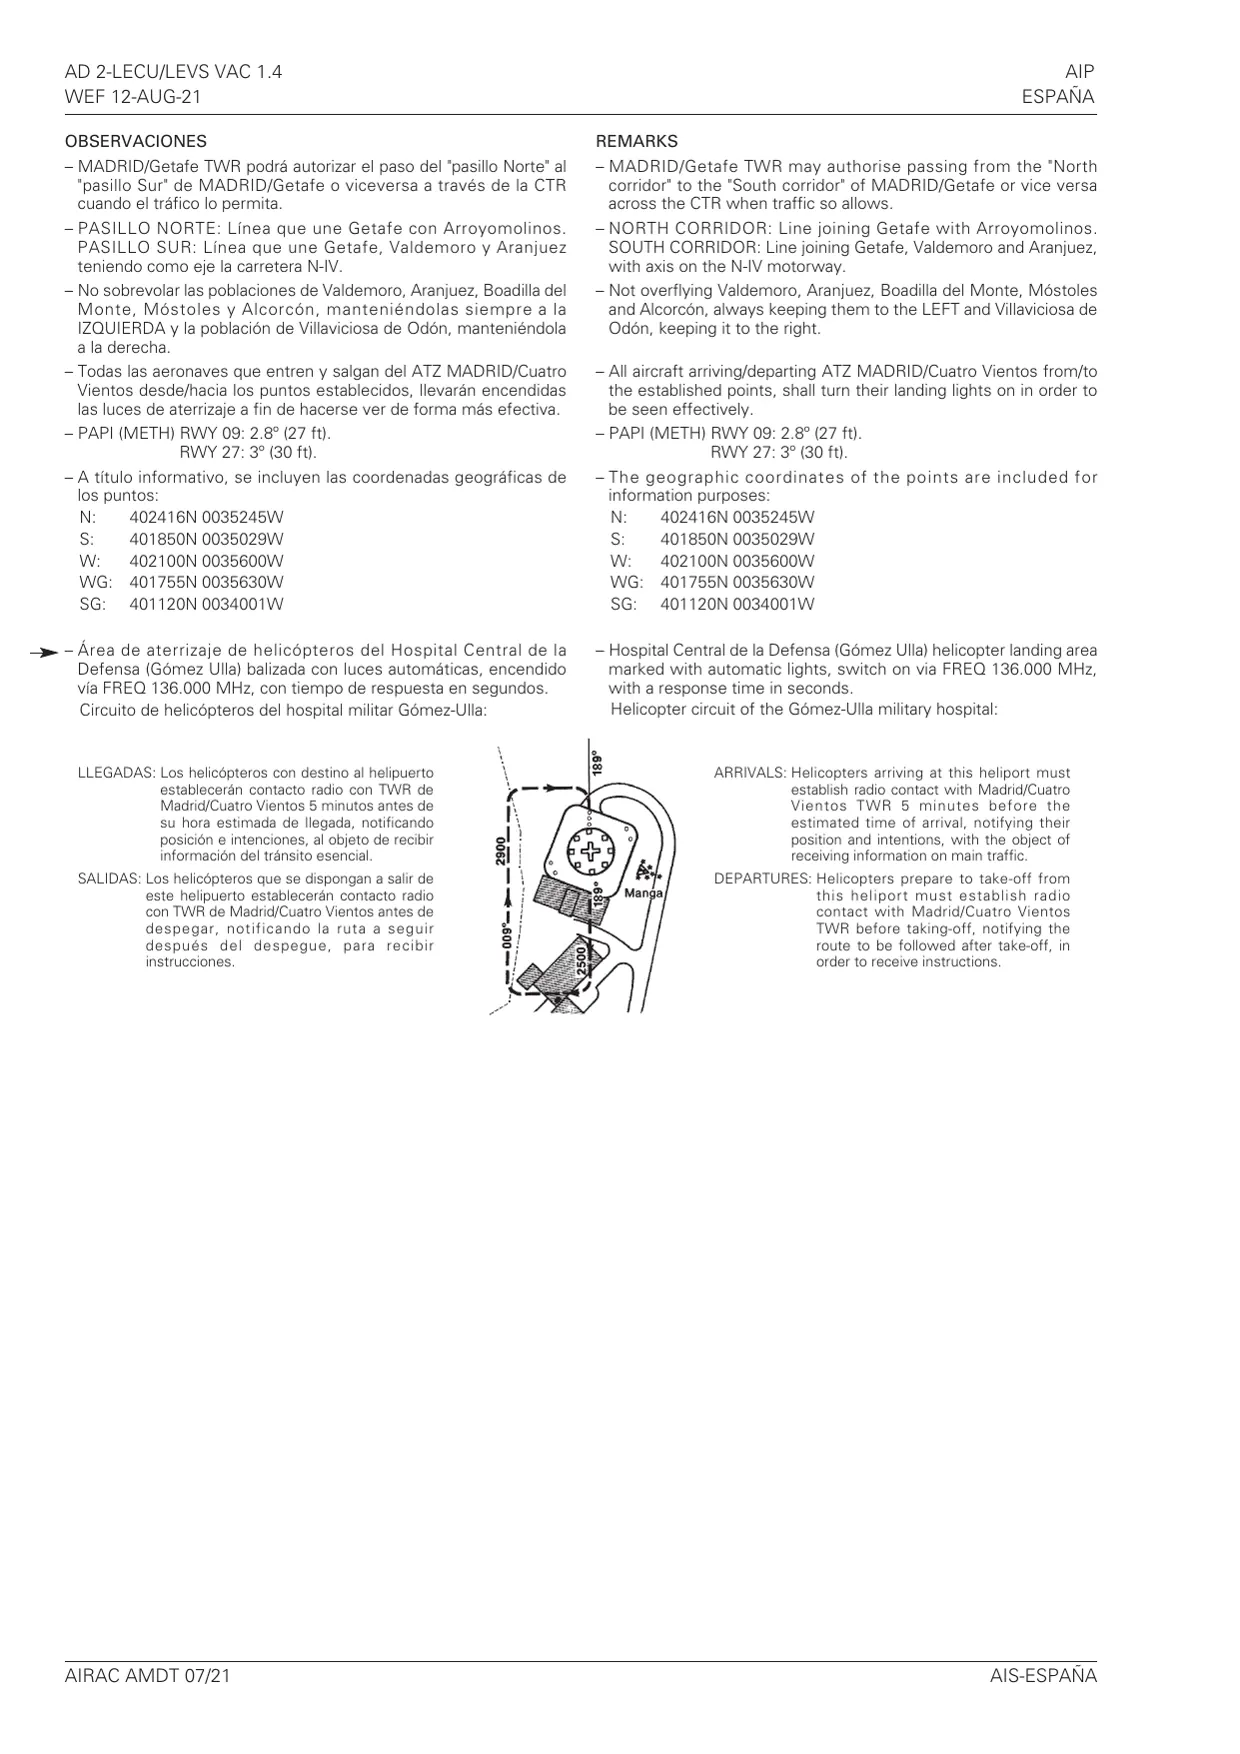 AD 2-LECU/LEVS VAC 1.4
WEF 12-AUG-21
AIP
ESPAÑA
OBSERVACIONES
– MADRID/Getafe TWR podrá autorizar el paso del "pasillo Norte" al
"pasillo Sur" de MADRID/Getafe o viceversa a través de la CTR
cuando el tráfico lo permita.
– PASILLO NORTE: Línea que une Getafe con Arroyomolinos.
PASILLO SUR: Línea que une Getafe, Valdemoro y Aranjuez
teniendo como eje la carretera N-IV.
– No sobrevolar las poblaciones de Valdemoro, Aranjuez, Boadilla del
Monte, Móstoles y Alcorcón, manteniéndolas siempre a la
IZQUIERDA y la población de Villaviciosa de Odón, manteniéndola
a la derecha.
– Todas las aeronaves que entren y salgan del ATZ MADRID/Cuatro
Vientos desde/hacia los puntos establecidos, llevarán encendidas
las luces de aterrizaje a fin de hacerse ver de forma más efectiva.
– PAPI (METH) RWY 09: 2.8º (27 ft).
RWY 27: 3º (30 ft).
– A título informativo, se incluyen las coordenadas geográficas de
los puntos:
N: 402416N 0035245W
S: 401850N 0035029W
W: 402100N 0035600W
WG: 401755N 0035630W
SG: 401120N 0034001W
– Área de aterrizaje de helicópteros del Hospital Central de la
Defensa (Gómez Ulla) balizada con luces automáticas, encendido
vía FREQ 136.000 MHz, con tiempo de respuesta en segundos.
Circuito de helicópteros del hospital militar Gómez-Ulla:
REMARKS
– MADRID/Getafe TWR may authorise passing from the "North
corridor" to the "South corridor" of MADRID/Getafe or vice versa
across the CTR when traffic so allows.
– NORTH CORRIDOR: Line joining Getafe with Arroyomolinos.
SOUTH CORRIDOR: Line joining Getafe, Valdemoro and Aranjuez,
with axis on the N-IV motorway.
– Not overflying Valdemoro, Aranjuez, Boadilla del Monte, Móstoles
and Alcorcón, always keeping them to the LEFT and Villaviciosa de
Odón, keeping it to the right.
– All aircraft arriving/departing ATZ MADRID/Cuatro Vientos from/to
the established points, shall turn their landing lights on in order to
be seen effectively.
– PAPI (METH) RWY 09: 2.8º (27 ft).
RWY 27: 3º (30 ft).
– The geographic coordinates of the points are included for
information purposes:
N: 402416N 0035245W
S: 401850N 0035029W
W: 402100N 0035600W
WG: 401755N 0035630W
SG: 401120N 0034001W
– Hospital Central de la Defensa (Gómez Ulla) helicopter landing area
marked with automatic lights, switch on via FREQ 136.000 MHz,
with a response time in seconds.
Helicopter circuit of the Gómez-Ulla military hospital:
LLEGADAS: Los helicópteros con destino al helipuerto
establecerán contacto radio con TWR de
Madrid/Cuatro Vientos 5 minutos antes de
su hora estimada de llegada, notificando
posición e intenciones, al objeto de recibir
información del tránsito esencial.
SALIDAS: Los helicópteros que se dispongan a salir de
este helipuerto establecerán contacto radio
con TWR de Madrid/Cuatro Vientos antes de
despegar, notificando la ruta a seguir
después del despegue, para recibir
instrucciones.
189º
2900
Manga
189º
009º
2500
ARRIVALS: Helicopters arriving at this heliport must
establish radio contact with Madrid/Cuatro
Vientos TWR 5 minutes before the
estimated time of arrival, notifying their
position and intentions, with the object of
receiving information on main traffic.
DEPARTURES: Helicopters prepare to take-off from
this heliport must establish radio
contact with Madrid/Cuatro Vientos
TWR before taking-off, notifying the
route to be followed after take-off, in
order to receive instructions.
AIRAC AMDT 07/21
AIS-ESPAÑA